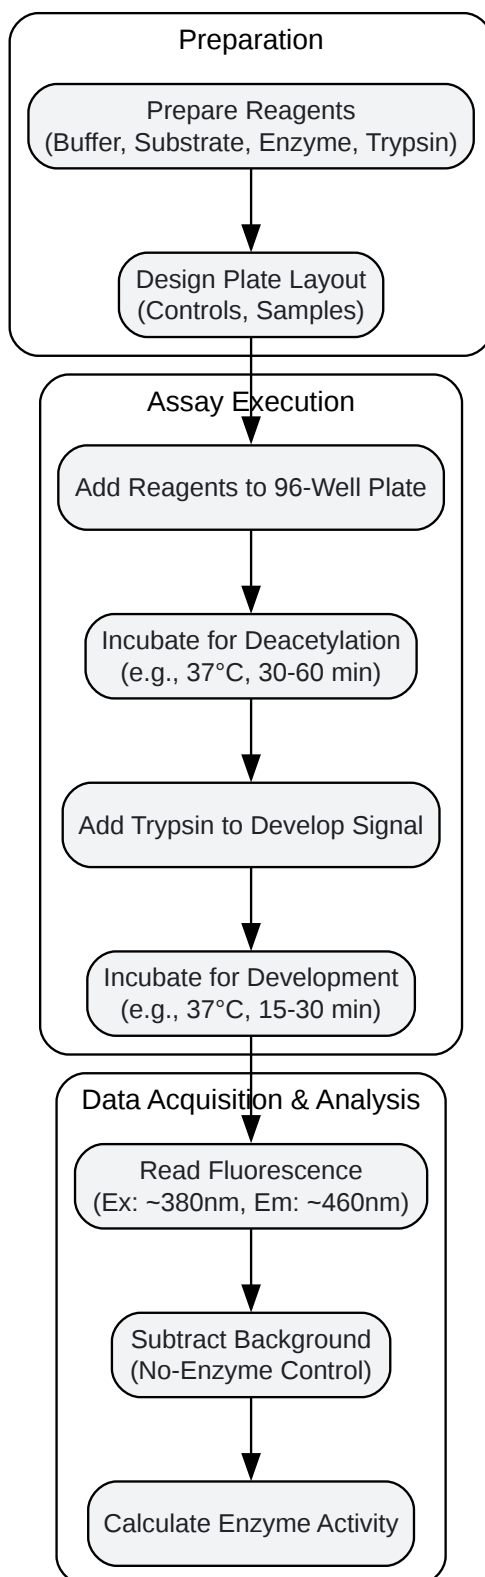 Preparation
Prepare Reagents
(Buffer, Substrate, Enzyme, Trypsin)
Design Plate Layout
(Controls, Samples)
Assay Execution
Add Reagents to 96-Well Plate
Incubate for Deacetylation
(e.g., 37°C, 30-60 min)
Add Trypsin to Develop Signal
Incubate for Development
(e.g., 37°C, 15-30 min)
Data Acquisition & Analysis
Read Fluorescence
(Ex: ~380nm, Em: ~460nm)
Subtract Background
(No-Enzyme Control)
Calculate Enzyme Activity